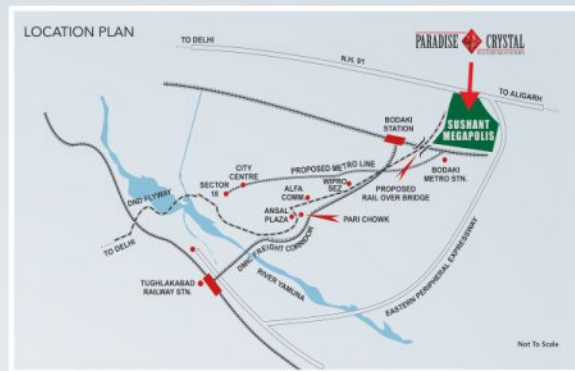 LOCATION PLAN
PARADISE CRYSTAL
TO DELHI
N.H. 91
TO ALIGARH
SUSHANT
MEGAPOLIS
BODAKI
STATION
CITY
CENTRE
PROPOSED METRO LINE
SECTOR
18
WIPRO
SEZ
ALFA
COMM.
BODAKI
METRO STN.
PROPOSED
RAIL OVER BRIDGE
DND FLYWAY
ANSAL
PLAZA
PARI CHOWK
TO DELHI
DMIC FREIGHT CORRIDOR
TUGHLAKABAD
RAILWAY STN.
RIVER YAMUNA
EASTERN PERIPHERAL EXPRESSWAY
Not To Scale